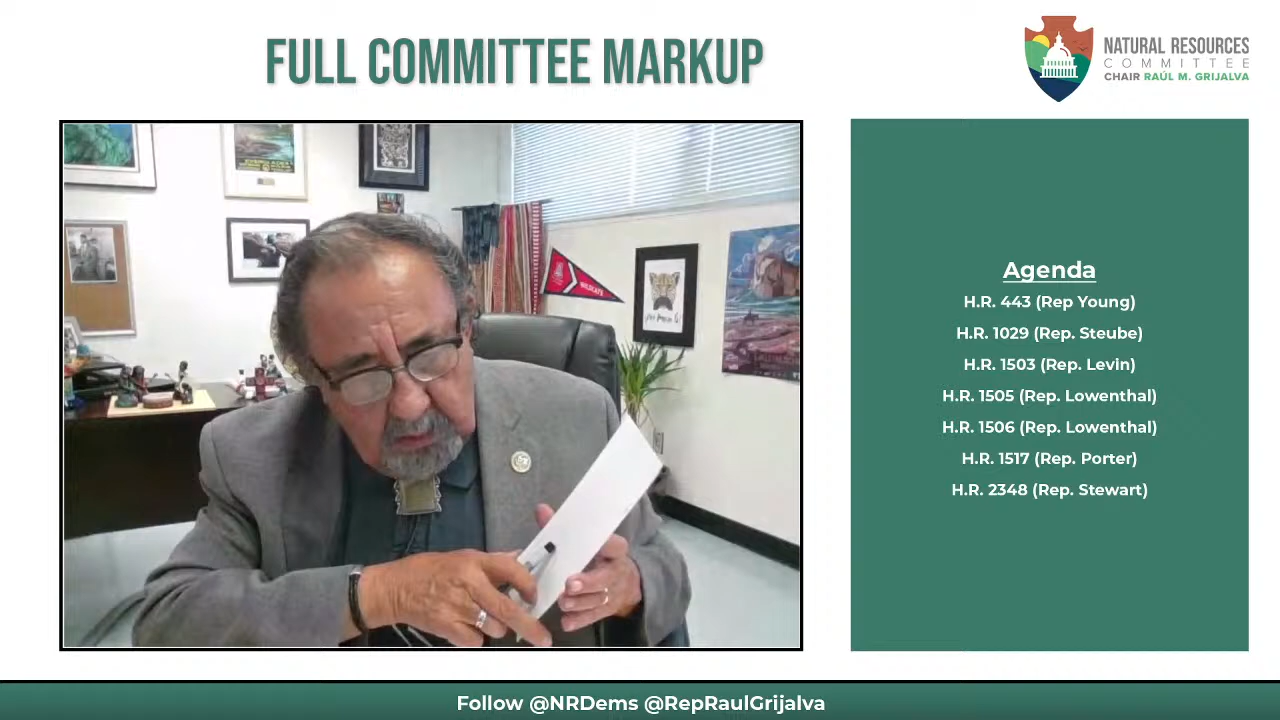 FULL COMMITTEE MARKUP
NATURAL RESOURCES
COMMITTEE
CHAIR RAÚL M. GRIJALVA
WILDCATS
Agenda
H.R. 443 (Rep Young)
H.R. 1029 (Rep. Steube)
H.R. 1503 (Rep. Levin)
H.R. 1505 (Rep. Lowenthal)
H.R. 1506 (Rep. Lowenthal)
H.R. 1517 (Rep. Porter)
H.R. 2348 (Rep. Stewart)
Follow @NRDems @RepRaulGrijalva